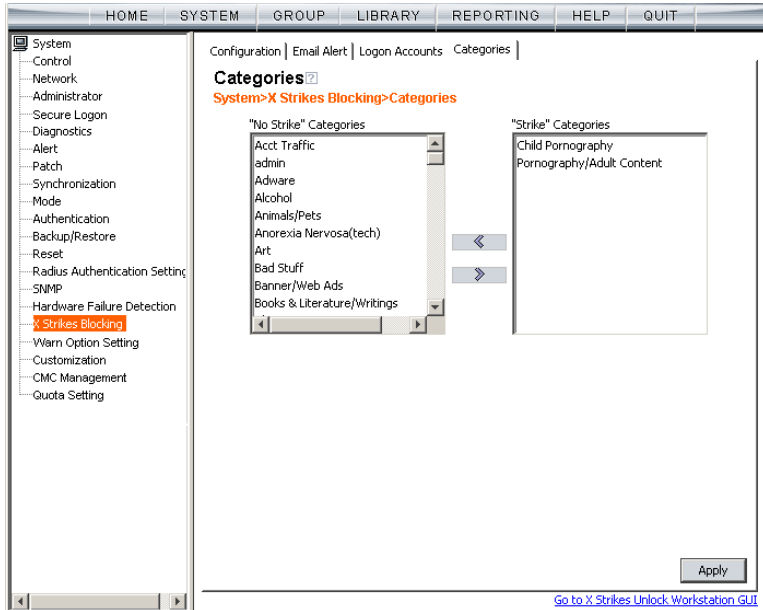 HOME SYSTEM GROUP LIBRARY REPORTING HELP QUIT
System
Control
Network
Administrator
Secure Logon
Diagnostics
Alert
Patch
Synchronization
Mode
Authentication
Backup/Restore
Reset
Radius Authentication Setting
SNMP
Hardware Failure Detection
X Strikes Blocking
Warn Option Setting
Customization
CMC Management
Quota Setting
Configuration | Email Alert | Logon Accounts Categories |
Categories ?
System>X Strikes Blocking>Categories
"No Strike" Categories
Acct Traffic
admin
Adware
Alcohol
Animals/Pets
Anorexia Nervosa(tech)
Art
Bad Stuff
Banner/Web Ads
Books & Literature/Writings
"Strike" Categories
Child Pornography
Pornography/Adult Content
Apply
Go to X Strikes Unlock Workstation GUI